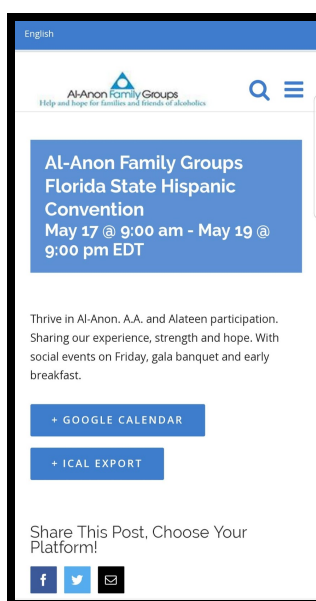 English
Al-Anon Family Groups
Help and hope for families and friends of alcoholics
Al-Anon Family Groups
Florida State Hispanic
Convention
May 17 @ 9:00 am - May 19 @
9:00 pm EDT
Thrive in Al-Anon. A.A. and Alateen participation.
Sharing our experience, strength and hope. With
social events on Friday, gala banquet and early
breakfast.
+ GOOGLE CALENDAR
+ ICAL EXPORT
Share This Post, Choose Your
Platform!